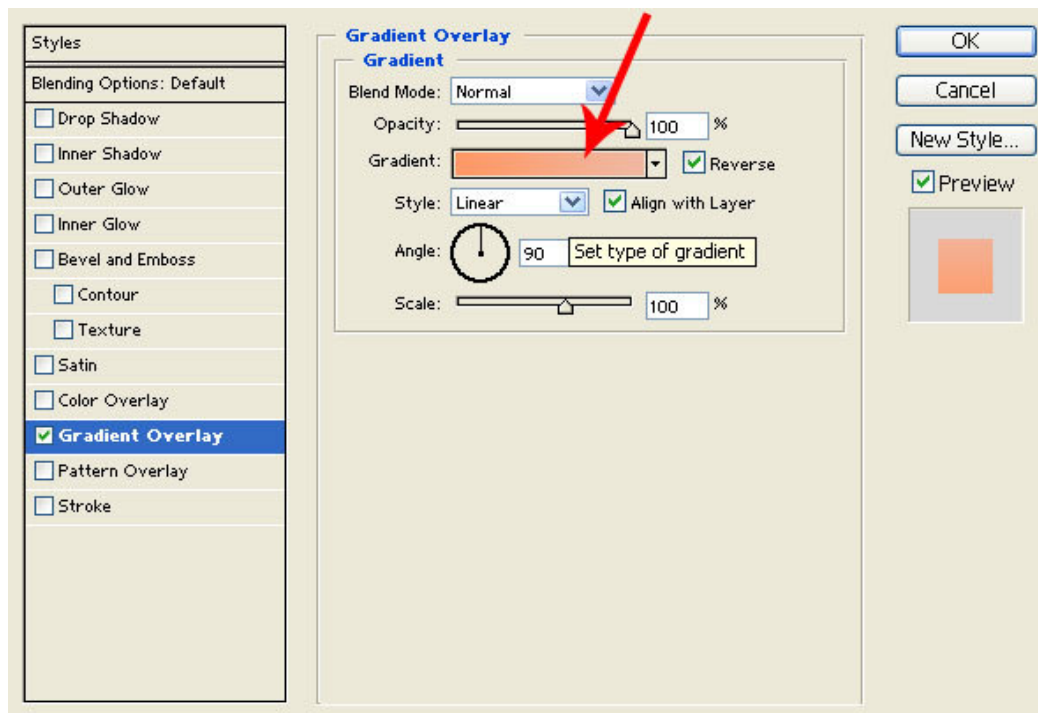 Styles
Blending Options: Default
Drop Shadow
Inner Shadow
Outer Glow
Inner Glow
Bevel and Emboss
Contour
Texture
Satin
Color Overlay
Gradient Overlay
Pattern Overlay
Stroke
Gradient Overlay
Gradient
Blend Mode: Normal
Opacity: 100 %
Gradient: Reverse
Style: Linear Align with Layer
Angle: 90 Set type of gradient
Scale: 100 %
OK
Cancel
New Style...
Preview